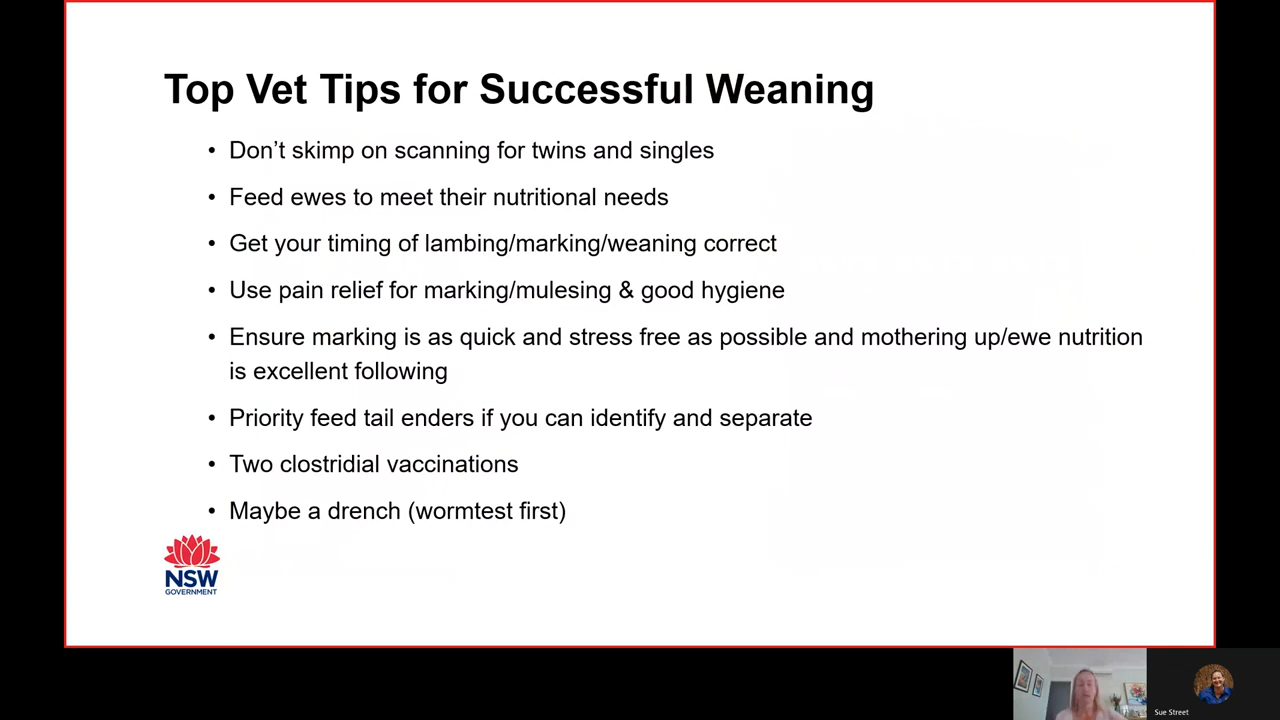 Top Vet Tips for Successful Weaning
• Don’t skimp on scanning for twins and singles
• Feed ewes to meet their nutritional needs
• Get your timing of lambing/marking/weaning correct
• Use pain relief for marking/mulesing & good hygiene
• Ensure marking is as quick and stress free as possible and mothering up/ewe nutrition
is excellent following
• Priority feed tail enders if you can identify and separate
• Two clostridial vaccinations
• Maybe a drench (wormtest first)
NSW
GOVERNMENT
Sue Street